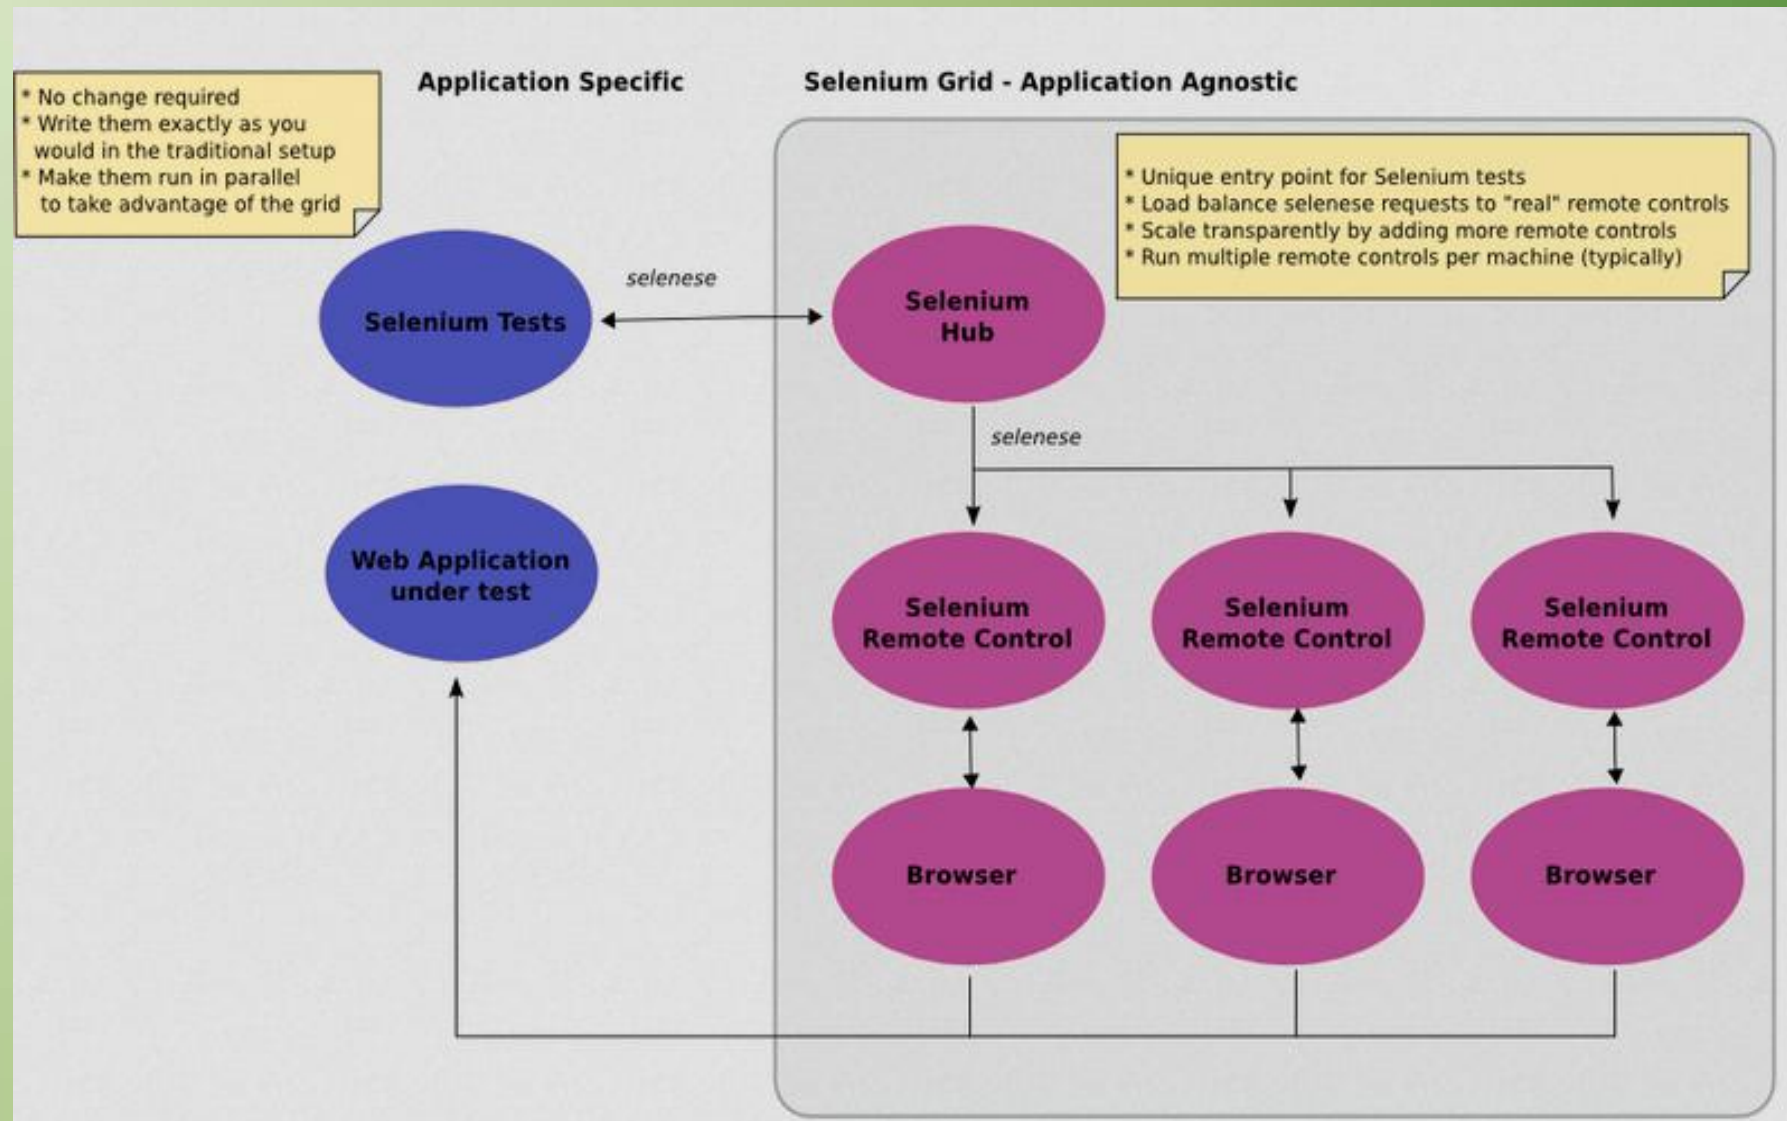 Application Specific
Selenium Grid - Application Agnostic
* No change required
* Write them exactly as you
would in the traditional setup
* Make them run in parallel
to take advantage of the grid
* Unique entry point for Selenium tests
* Load balance selenese requests to "real" remote controls
* Scale transparently by adding more remote controls
* Run multiple remote controls per machine (typically)
Selenium Tests
selenese
Selenium
Hub
selenese
Web Application
under test
Selenium
Remote Control
Selenium
Remote Control
Selenium
Remote Control
Browser
Browser
Browser